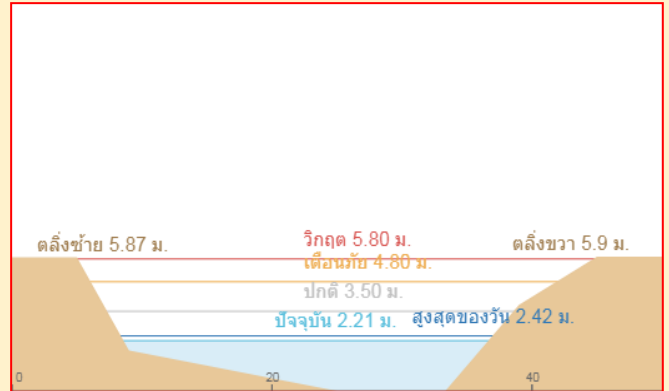 วิกฤต 5.80 ม.
ตลิ่งซ้าย 5.87 ม.
ตลิ่งขวา 5.9 ม.
เตือนภัย 4.80 ม.
ปกติ 3.50 ม.
ปัจจุบัน 2.21 ม.
สูงสุดของวัน 2.42 ม.
0
20
40